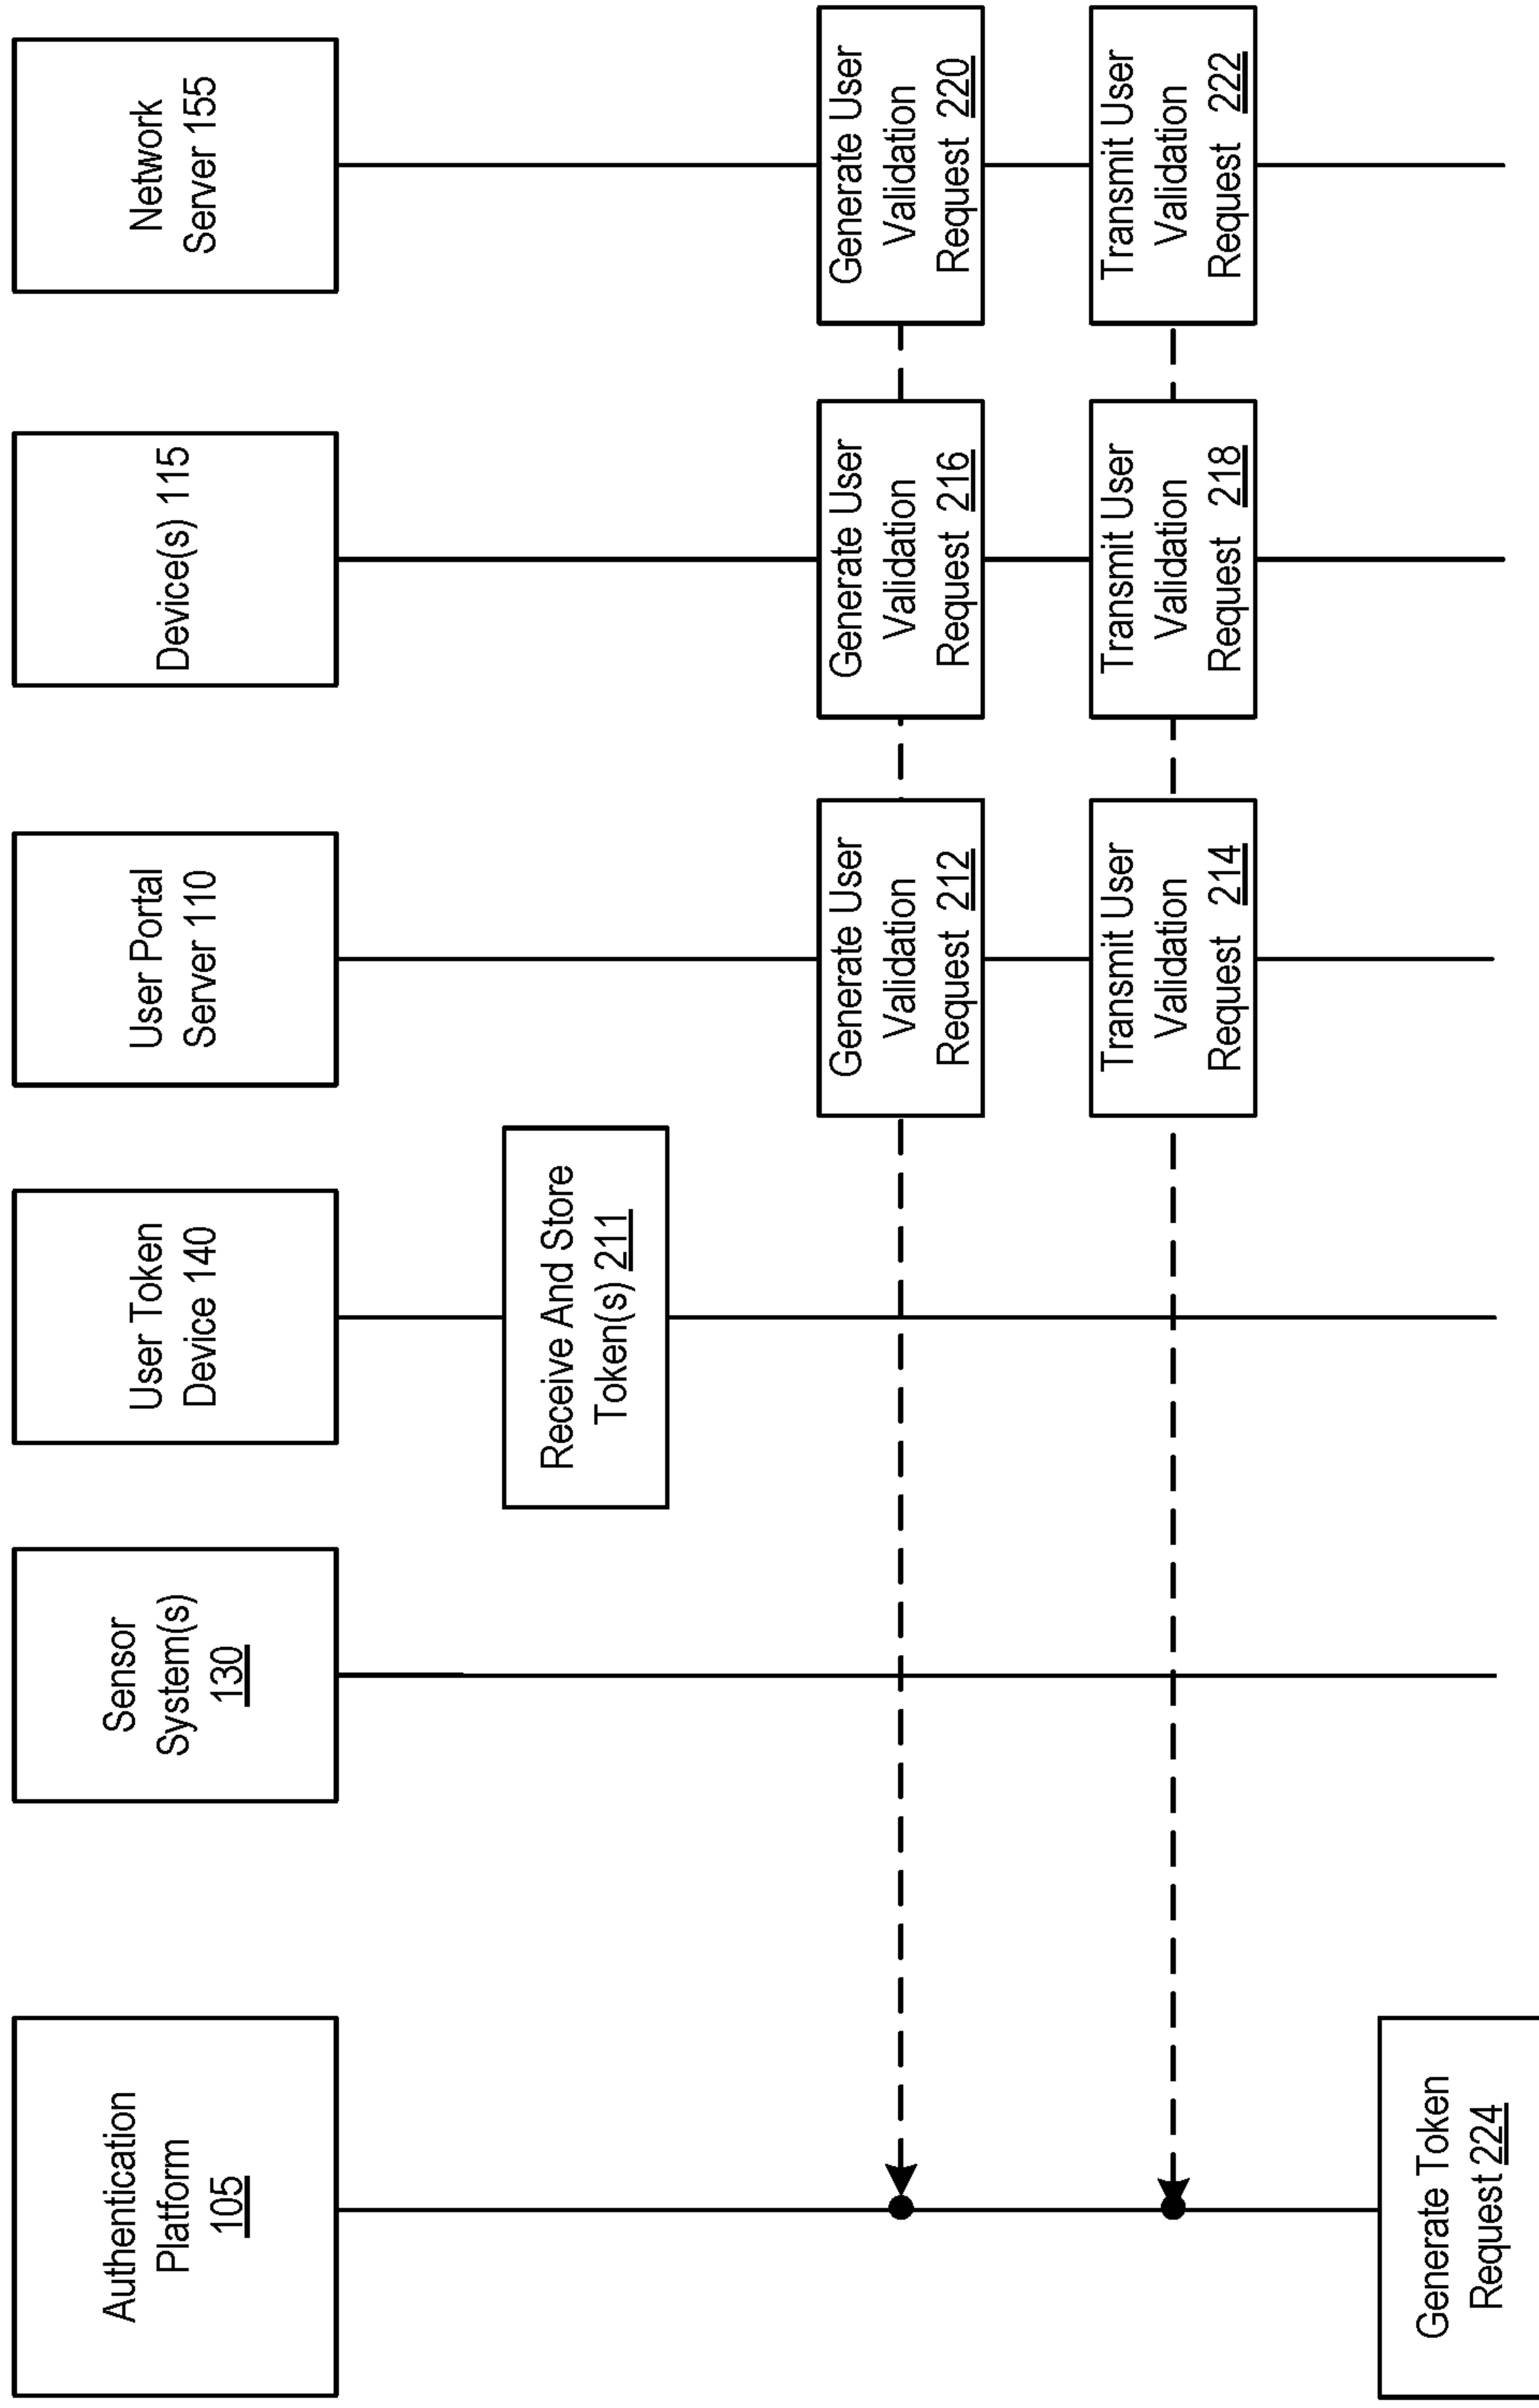 Authentication
Platform
105
Sensor
System(s)
130
User Token
Device 140
User Portal
Server 110
Device(s) 115
Network
Server 155
Receive And Store
Token(s) 211
Generate User
Validation
Request 212
Generate User
Validation
Request 216
Generate User
Validation
Request 220
Transmit User
Validation
Request 214
Transmit User
Validation
Request 218
Transmit User
Validation
Request 222
Generate Token
Request 224